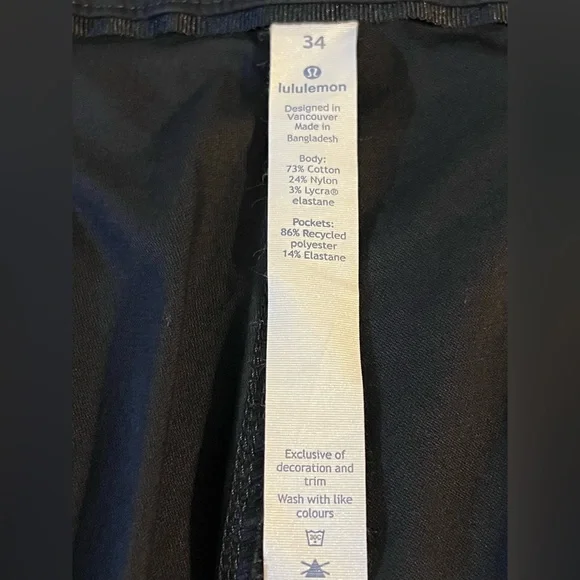 34
lululemon
Designed in
Vancouver
Made in
Bangladesh
Body:
73% Cotton
24% Nylon
3% Lycra®
elastane
Pockets:
86% Recycled
polyester
14% Elastane
Exclusive of
decoration and
trim
Wash with like
colours
30C